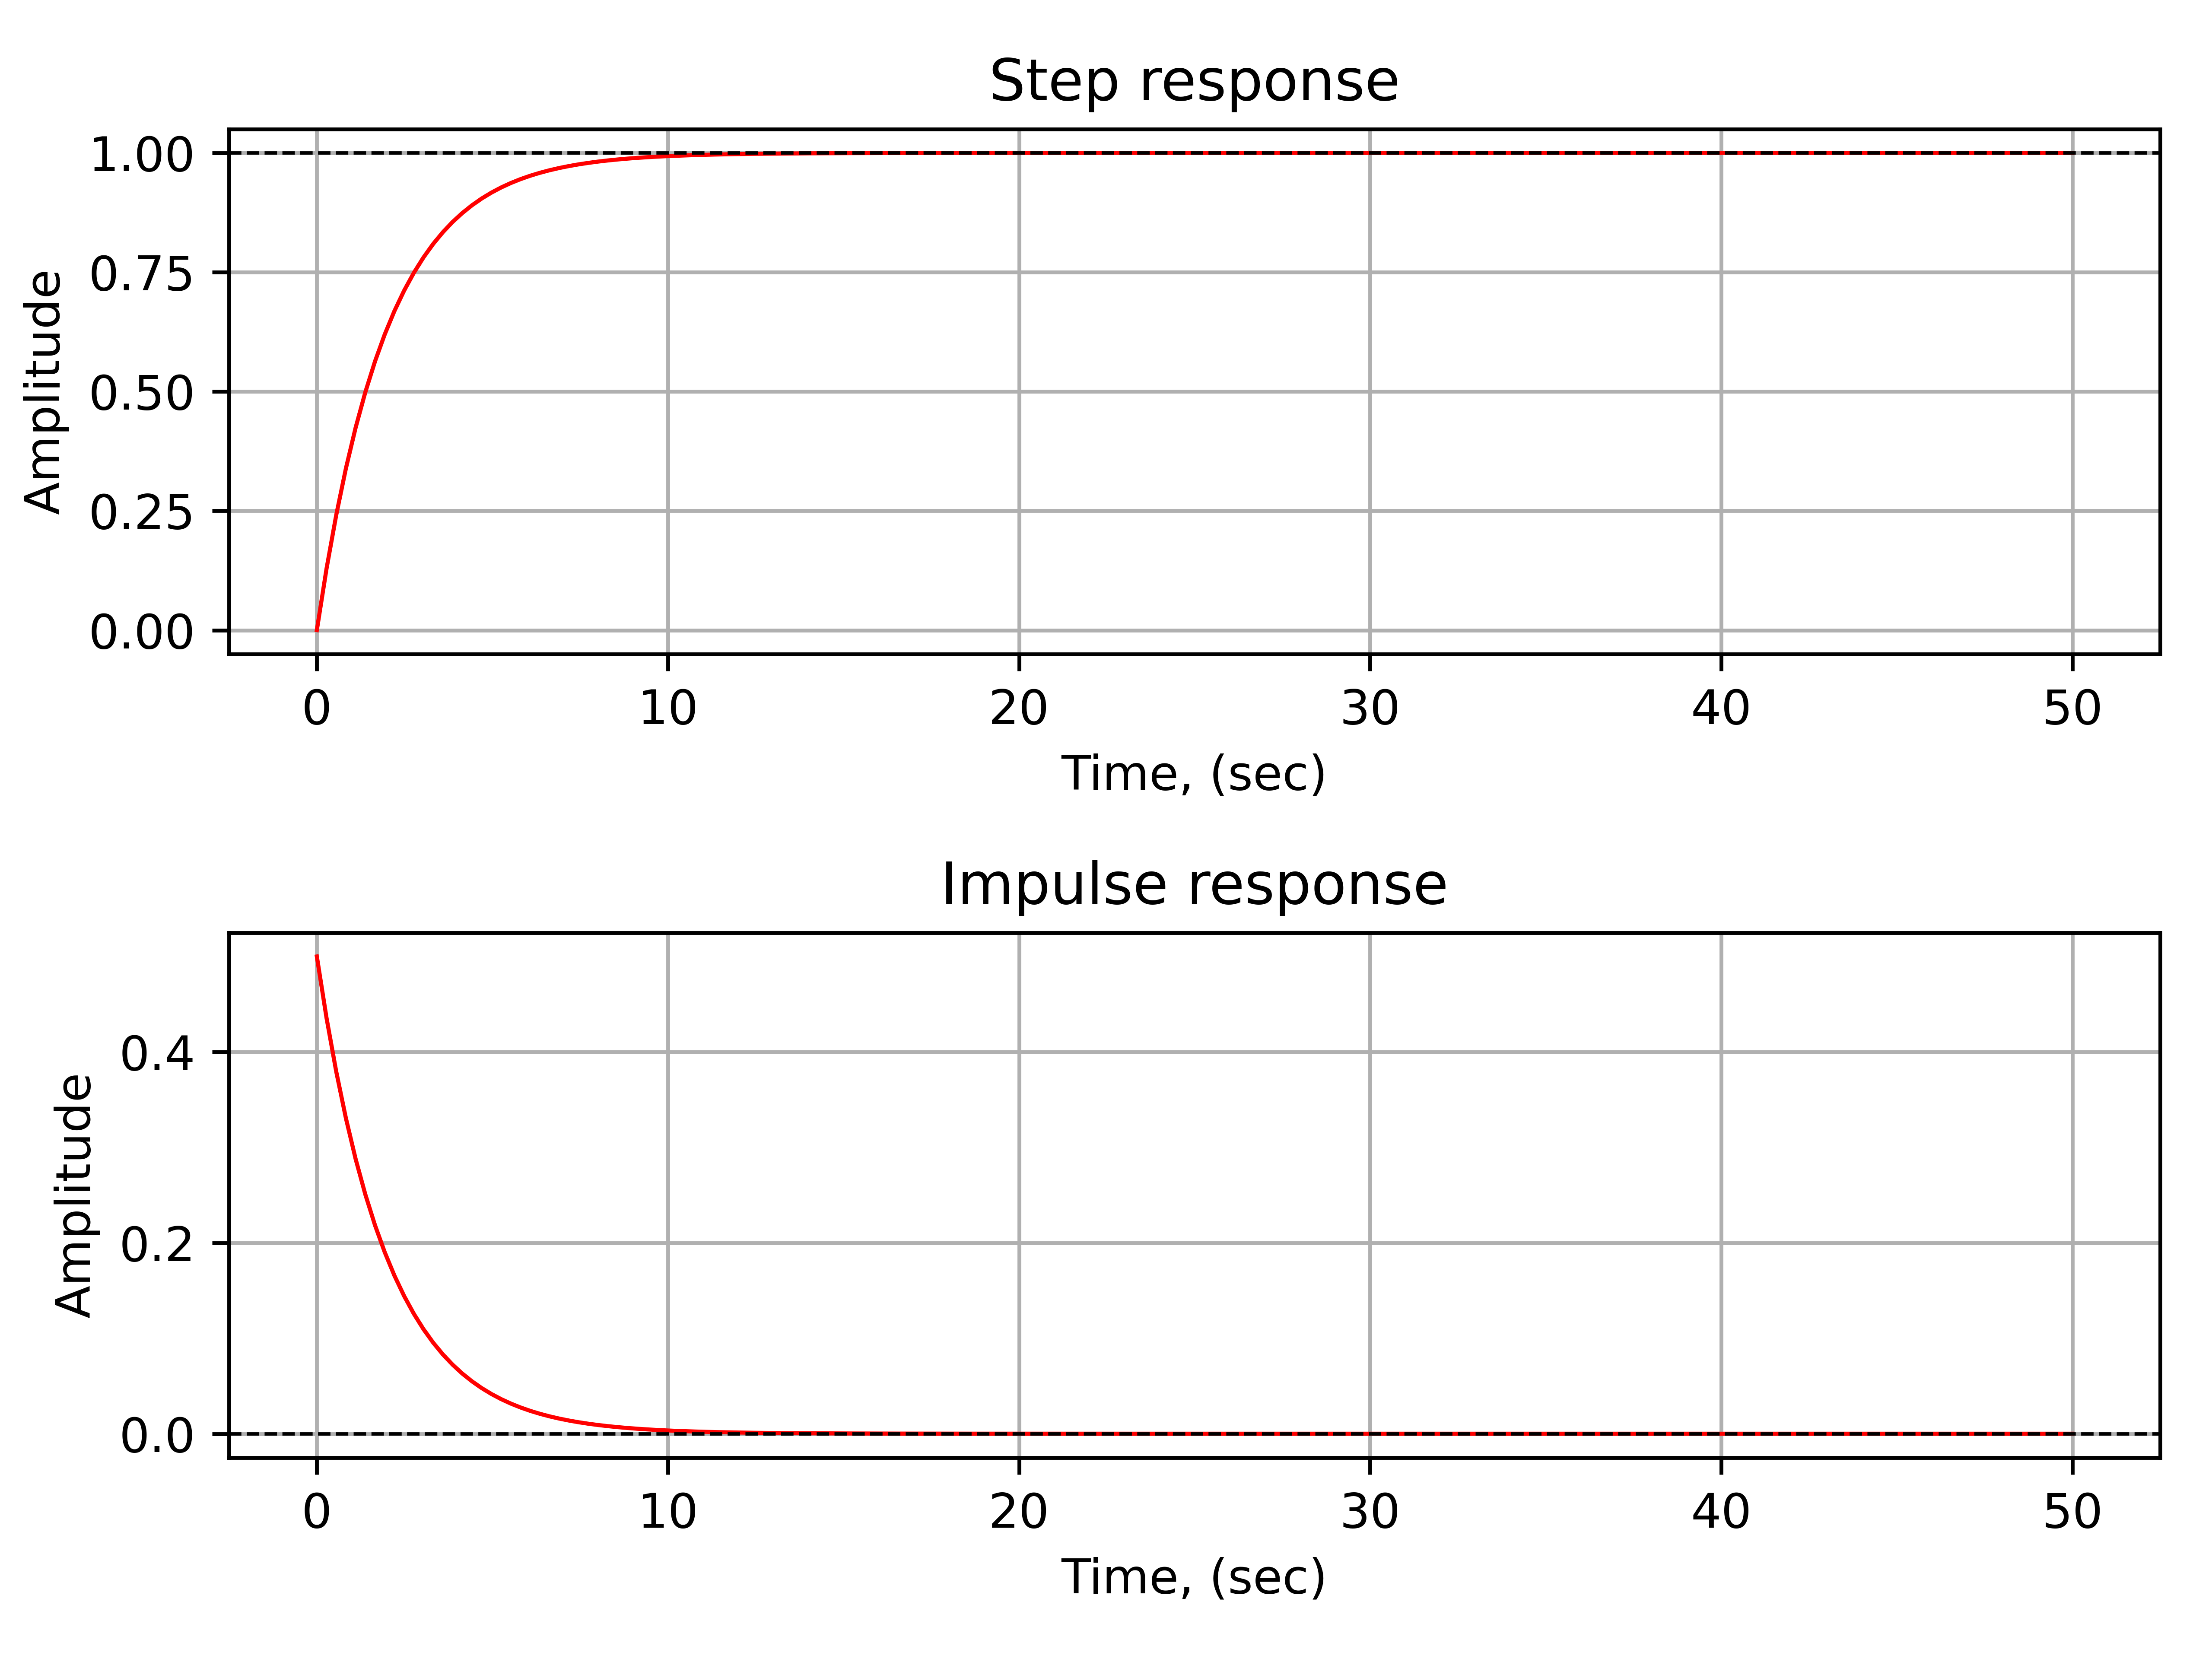 Step response
1.00
0.75
0.50
0.25
0.00
Amplitude
0 10 20 30 40 50
Time, (sec)
Impulse response
0.4
0.2
0.0
Amplitude
0 10 20 30 40 50
Time, (sec)